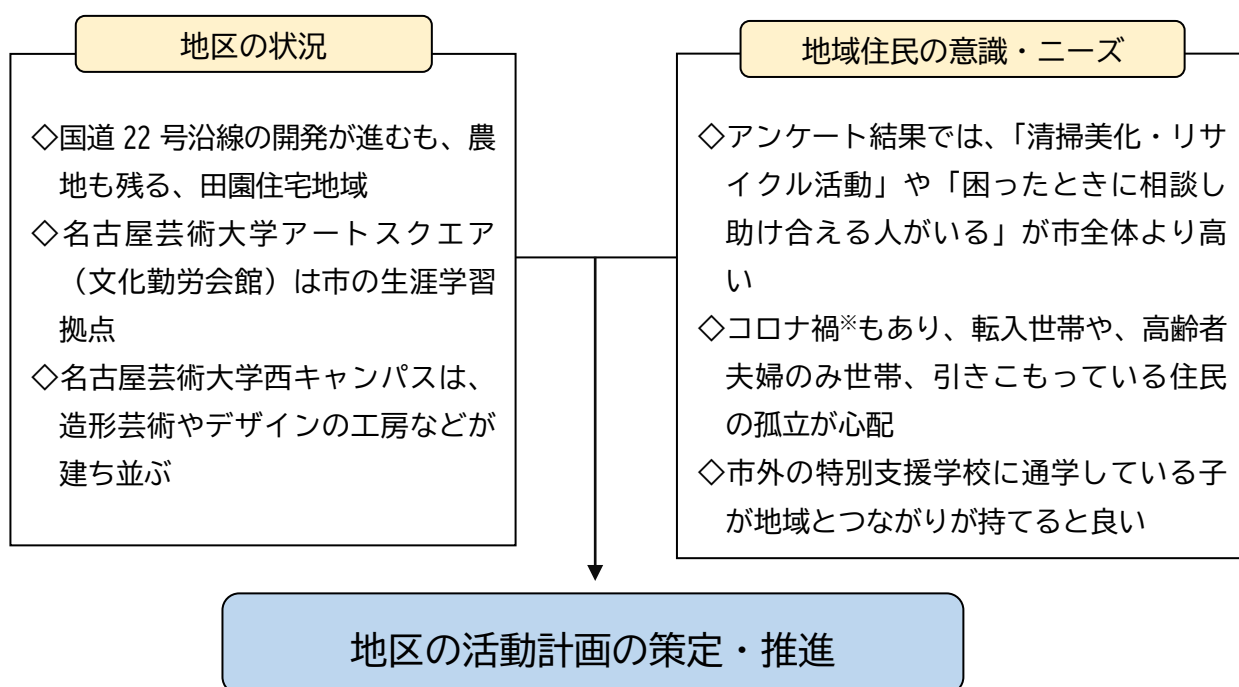 地区の状況
◇国道 22 号沿線の開発が進むも、農
地も残る、田園住宅地域
◇名古屋芸術大学アートスクエア
（文化勤労会館）は市の生涯学習
拠点
◇名古屋芸術大学西キャンパスは、
造形芸術やデザインの工房などが
建ち並ぶ
地域住民の意識・ニーズ
◇アンケート結果では、「清掃美化・リサ
イクル活動」や「困ったときに相談し
助け合える人がいる」が市全体より高
い
◇コロナ禍※もあり、転入世帯や、高齢者
夫婦のみ世帯、引きこもっている住民
の孤立が心配
◇市外の特別支援学校に通学している子
が地域とつながりが持てると良い
地区の活動計画の策定・推進